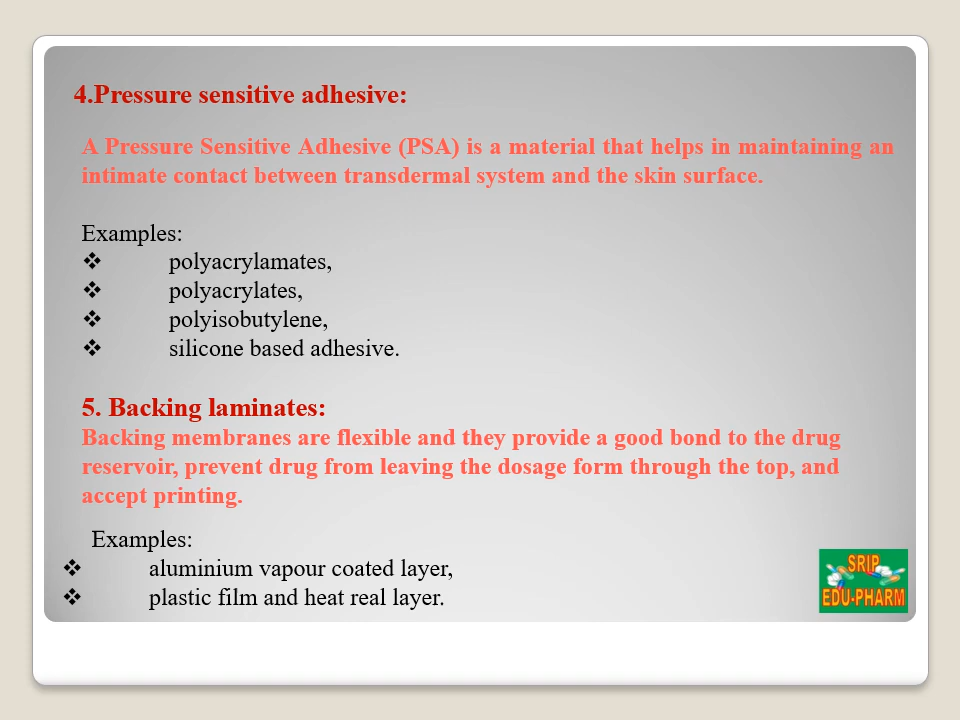 4.Pressure sensitive adhesive:
A Pressure Sensitive Adhesive (PSA) is a material that helps in maintaining an
intimate contact between transdermal system and the skin surface.
Examples:
❖ polyacrylamates,
❖ polyacrylates,
❖ polyisobutylene,
❖ silicone based adhesive.
5. Backing laminates:
Backing membranes are flexible and they provide a good bond to the drug
reservoir, prevent drug from leaving the dosage form through the top, and
accept printing.
Examples:
❖ aluminium vapour coated layer,
❖ plastic film and heat real layer.
SRIP
EDU-PHARM